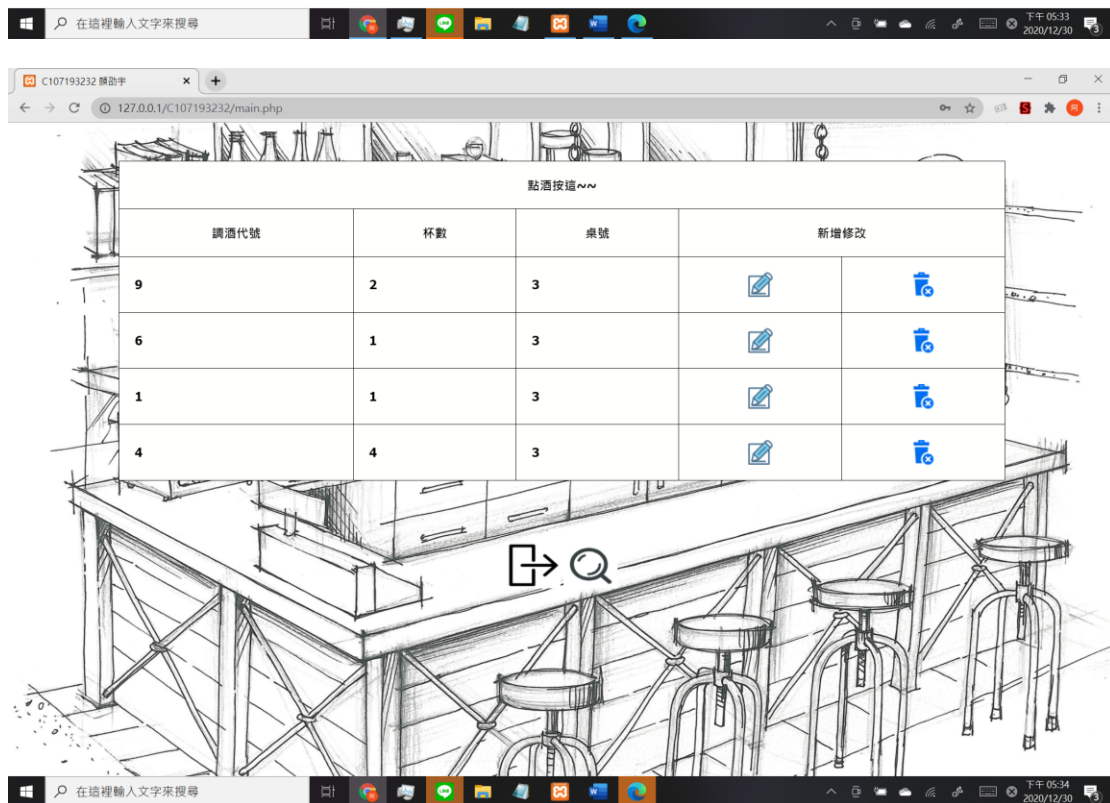 在這裡輸入文字來搜尋
下午 05:33
2020/12/30
3
C107193232 顏劭宇
127.0.0.1/C107193232/main.php
點酒按這~~
調酒代號 杯數 桌號 新增修改
9 2 3
6 1 3
1 1 3
4 4 3
在這裡輸入文字來搜尋
下午 05:34
2020/12/30
3